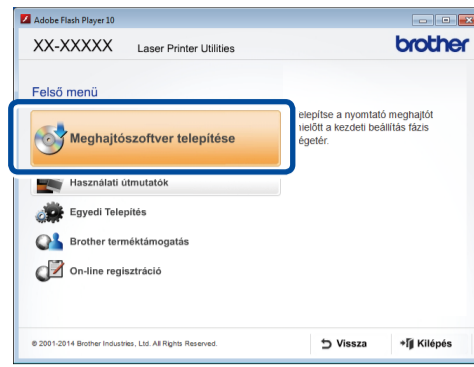 Adobe Flash Player 10
XX-XXXXX Laser Printer Utilities brother
Felső menü
Meghajtószoftver telepítése
elepítse a nyomtató meghajtót
előtt a kezdeti beállítás fázis
égetér.
Használati útmutatók
Egyedi Telepítés
Brother terméktámogatás
On-line regisztráció
© 2001-2014 Brother Industries, Ltd. All Rights Reserved. Vissza Kilépés